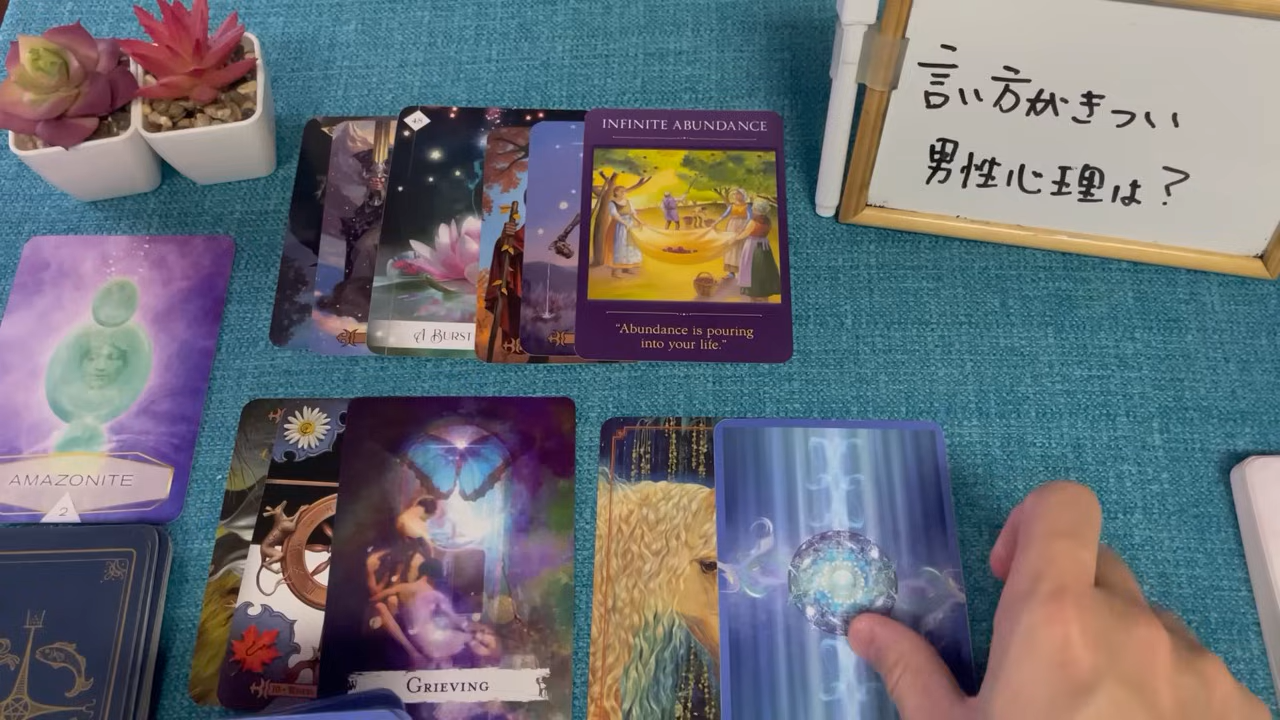 言い方がきつい
男性心理は?
48
INFINITE ABUNDANCE
A BURST
"Abundance is pouring
into your life."
AMAZONITE
2
GRIEVING